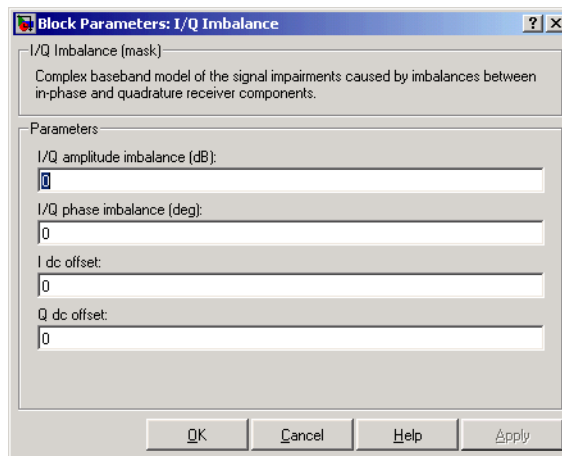 Block Parameters: I/Q Imbalance
I/Q Imbalance (mask)
Complex baseband model of the signal impairments caused by imbalances between
in-phase and quadrature receiver components.
Parameters
I/Q amplitude imbalance (dB):
0
I/Q phase imbalance (deg):
0
I dc offset:
0
Q dc offset:
0
OK Cancel Help Apply